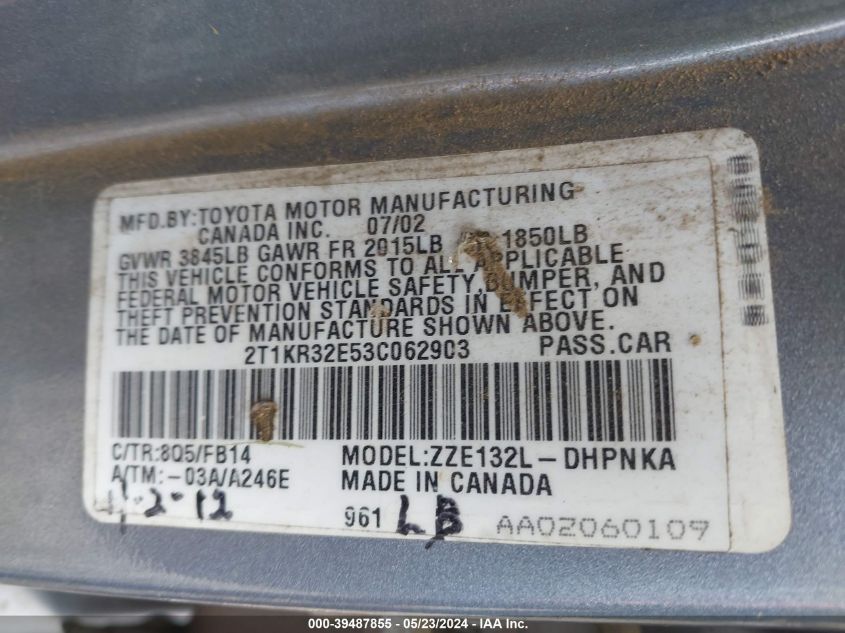 MFD.BY:TOYOTA MOTOR MANUFACTURING
CANADA INC. 07/02
GVWR 3845LB GAWR FR 2015LB 1850LB
THIS VEHICLE CONFORMS TO ALL APPLICABLE
FEDERAL MOTOR VEHICLE SAFETY, BUMPER, AND
THEFT PREVENTION STANDARDS IN EFFECT ON
THE DATE OF MANUFACTURE SHOWN ABOVE.
2T1KR32E53C062903 PASS.CAR
C/TR:8Q5/FB14 MODEL:ZZE132L-DHPNKA
A/TM:-03A/A246E MADE IN CANADA
-2-12 961 LB AA02060109
000-39487855 - 05/23/2024 - IAA Inc.